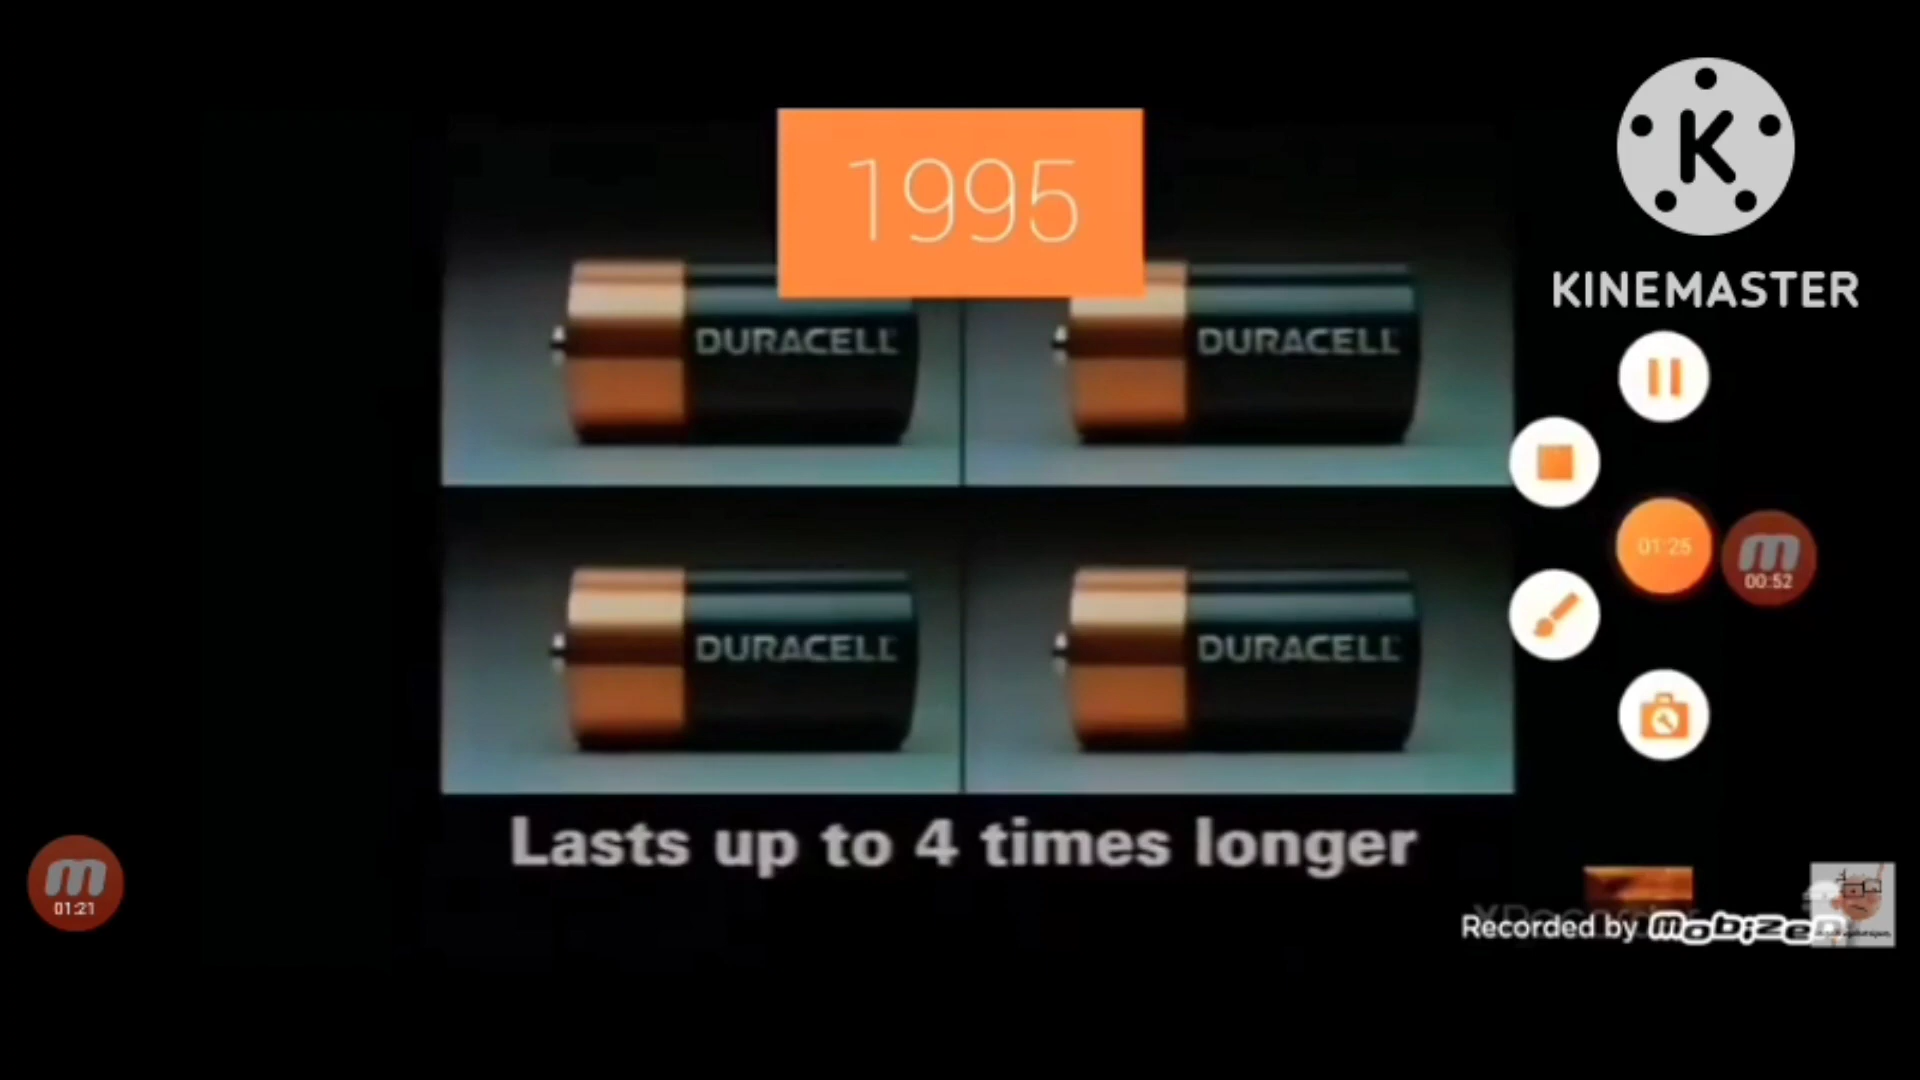 1995
KINEMASTER
DURACELL DURACELL
01:25
00:52
DURACELL DURACELL
Lasts up to 4 times longer
01:21
Recorded by mobizen